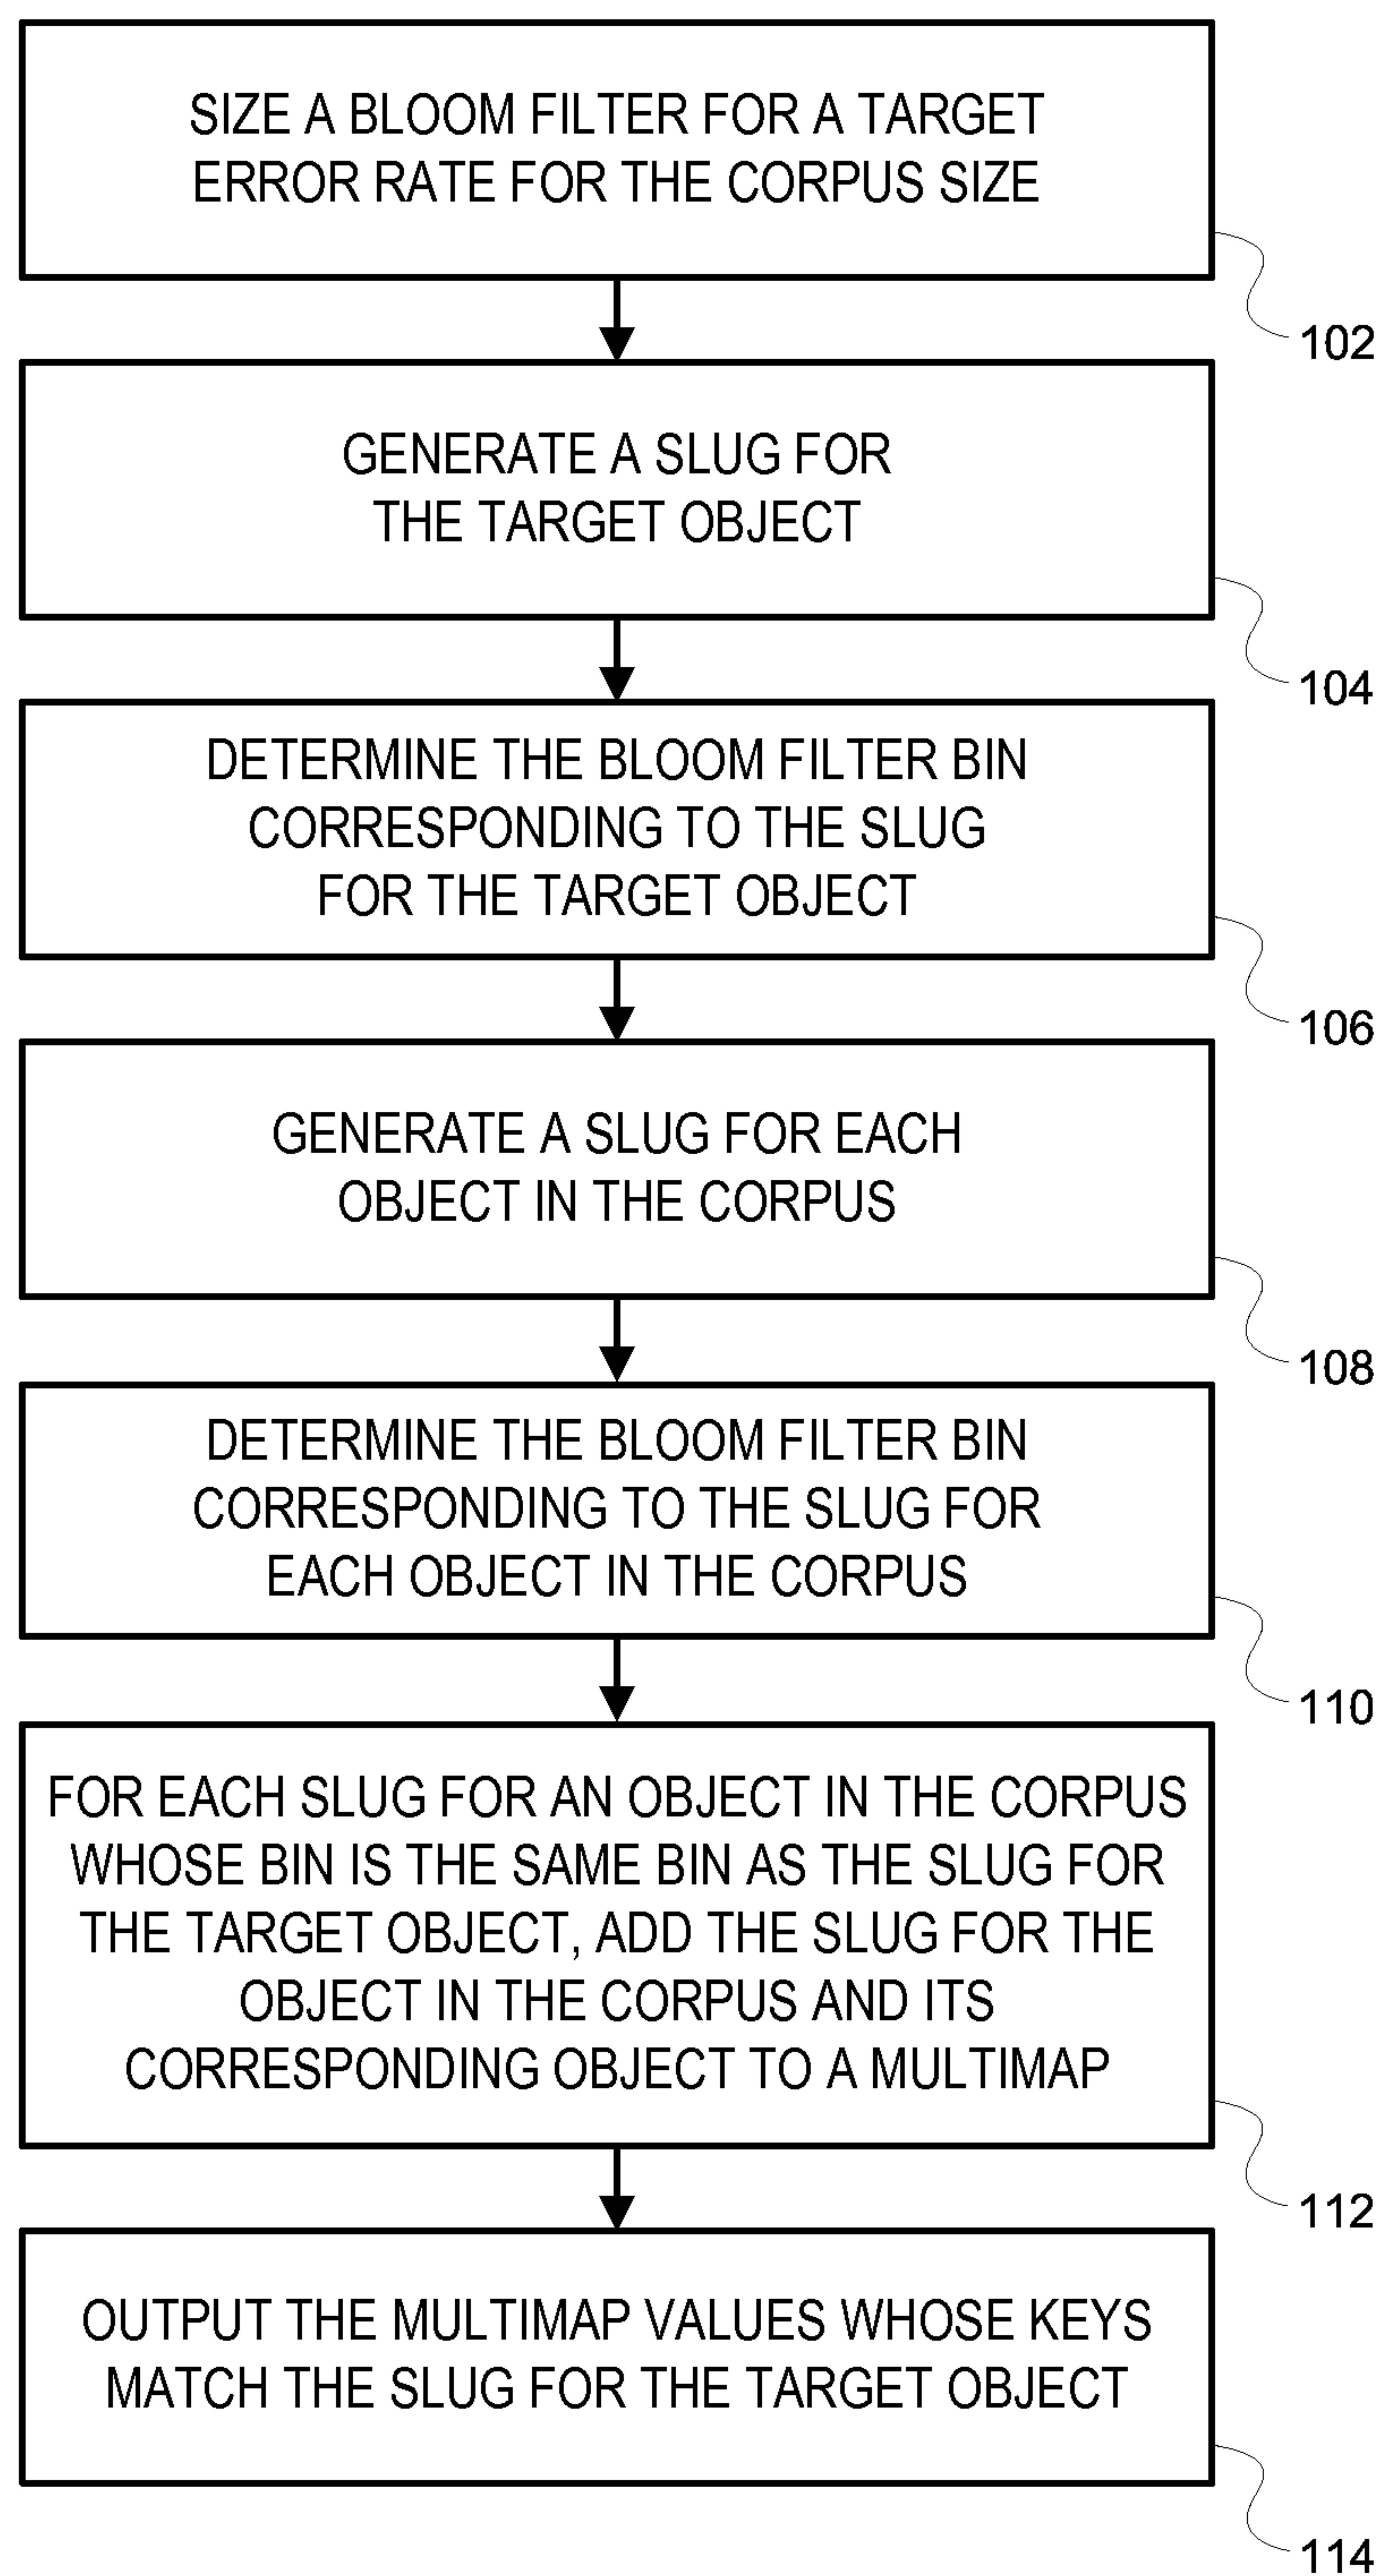 SIZE A BLOOM FILTER FOR A TARGET
ERROR RATE FOR THE CORPUS SIZE
102
GENERATE A SLUG FOR
THE TARGET OBJECT
104
DETERMINE THE BLOOM FILTER BIN
CORRESPONDING TO THE SLUG
FOR THE TARGET OBJECT
106
GENERATE A SLUG FOR EACH
OBJECT IN THE CORPUS
108
DETERMINE THE BLOOM FILTER BIN
CORRESPONDING TO THE SLUG FOR
EACH OBJECT IN THE CORPUS
110
FOR EACH SLUG FOR AN OBJECT IN THE CORPUS
WHOSE BIN IS THE SAME BIN AS THE SLUG FOR
THE TARGET OBJECT, ADD THE SLUG FOR THE
OBJECT IN THE CORPUS AND ITS
CORRESPONDING OBJECT TO A MULTIMAP
112
OUTPUT THE MULTIMAP VALUES WHOSE KEYS
MATCH THE SLUG FOR THE TARGET OBJECT
114